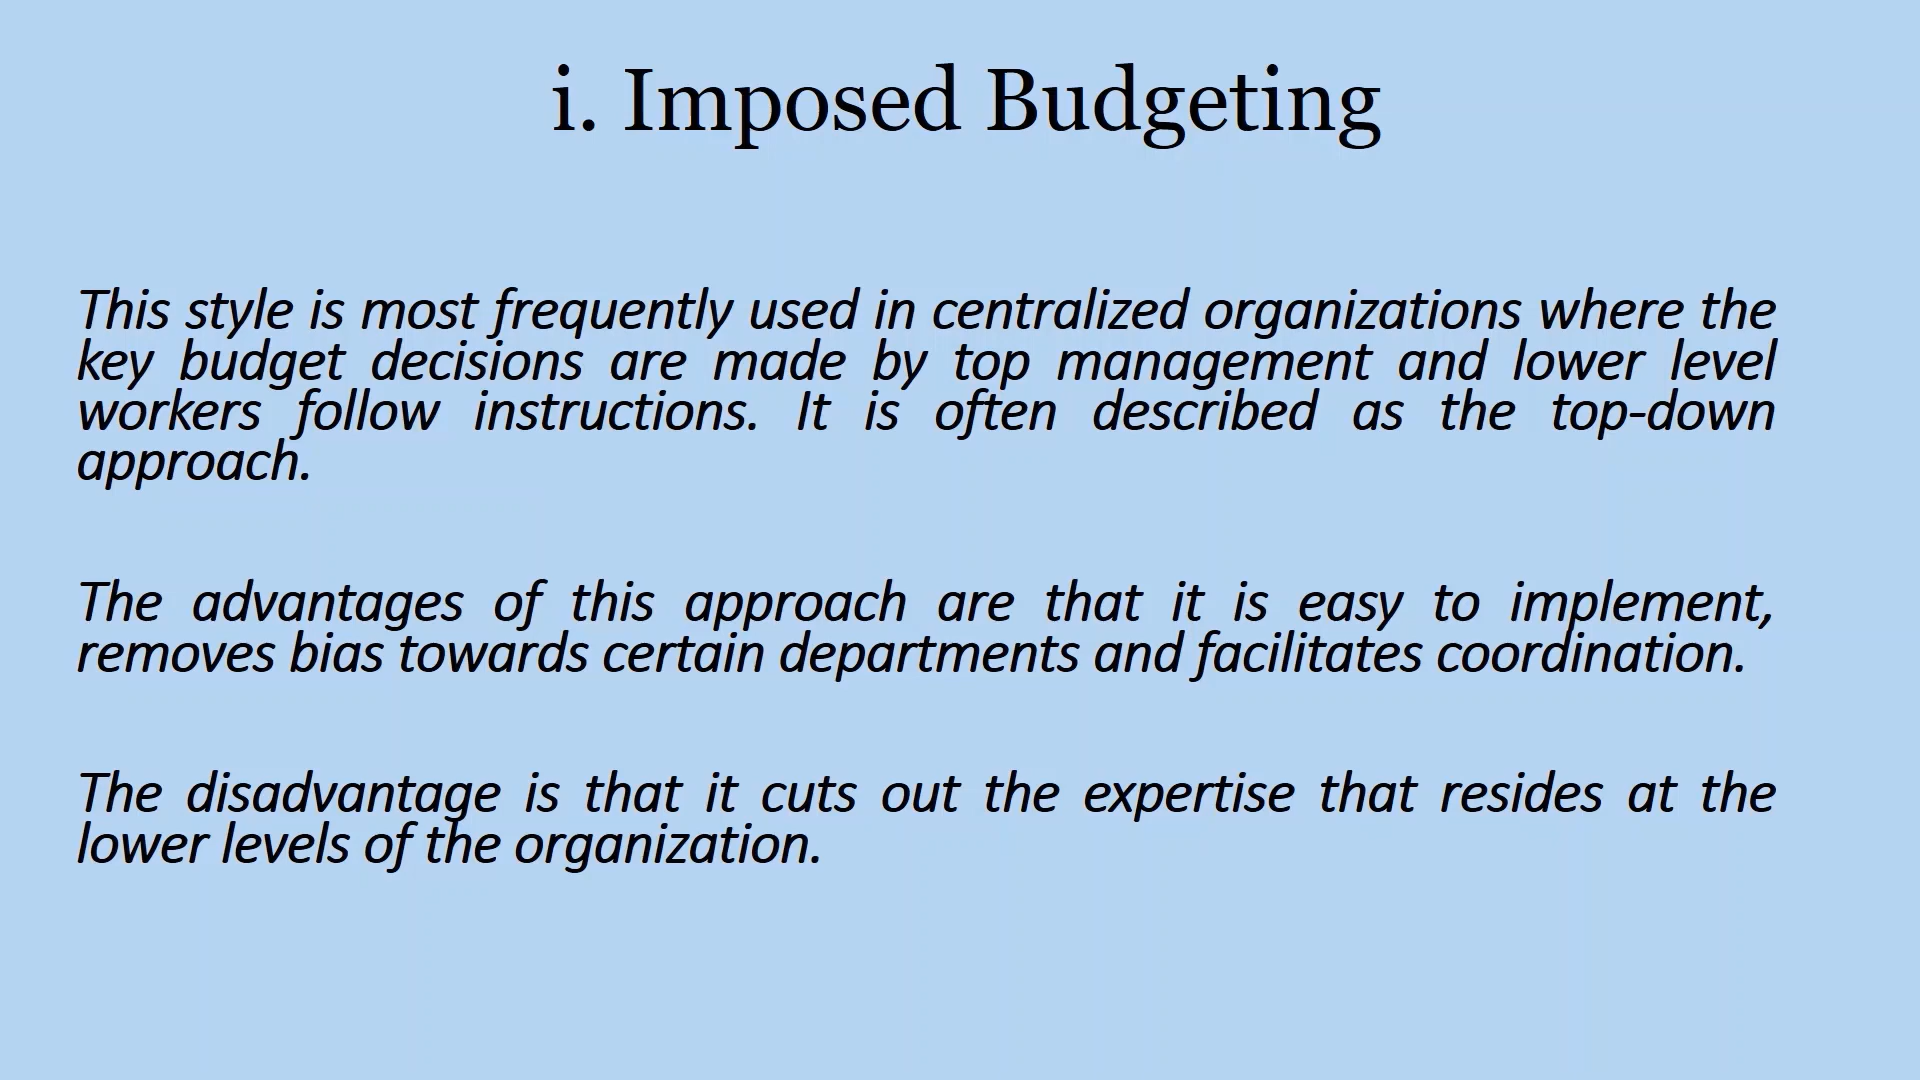 i. Imposed Budgeting
This style is most frequently used in centralized organizations where the
key budget decisions are made by top management and lower level
workers follow instructions. It is often described as the top-down
approach.
The advantages of this approach are that it is easy to implement,
removes bias towards certain departments and facilitates coordination.
The disadvantage is that it cuts out the expertise that resides at the
lower levels of the organization.